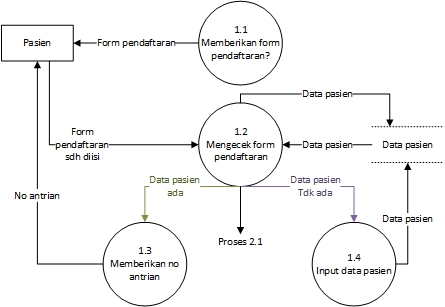 1.1
Memberikan form
pendaftaran?
Pasien
Form pendaftaran
Data pasien
1.2
Mengecek form
pendaftaran
Form
pendaftaran
sdh diisi
Data pasien
Data pasien
Data pasien
ada
Data pasien
Tdk ada
No antrian
Data pasien
Proses 2.1
1.3
Memberikan no
antrian
1.4
Input data pasien